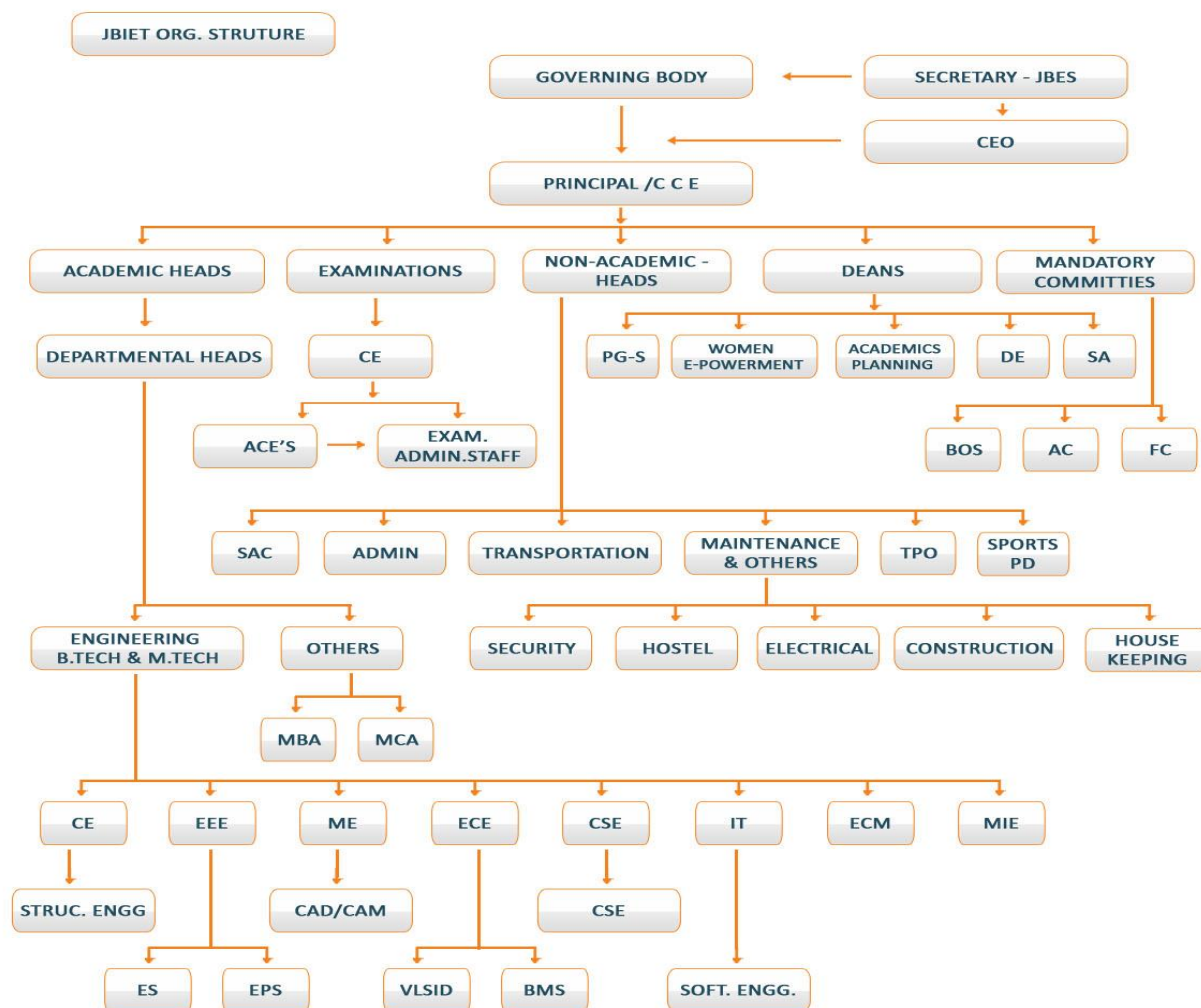 JBIET ORG. STRUTURE
GOVERNING BODY
SECRETARY - JBES
CEO
PRINCIPAL /C C E
ACADEMIC HEADS
EXAMINATIONS
NON-ACADEMIC -
HEADS
DEANS
MANDATORY
COMMITTIES
DEPARTMENTAL HEADS
CE
PG-S
WOMEN
E-POWERMENT
ACADEMICS
PLANNING
DE
SA
ACE'S
EXAM.
ADMIN.STAFF
BOS
AC
FC
SAC
ADMIN
TRANSPORTATION
MAINTENANCE
& OTHERS
TPO
SPORTS
PD
ENGINEERING
B.TECH & M.TECH
OTHERS
SECURITY
HOSTEL
ELECTRICAL
CONSTRUCTION
HOUSE
KEEPING
MBA
MCA
CE
EEE
ME
ECE
CSE
IT
ECM
MIE
STRUC. ENGG
CAD/CAM
CSE
ES
EPS
VLSID
BMS
SOFT. ENGG.